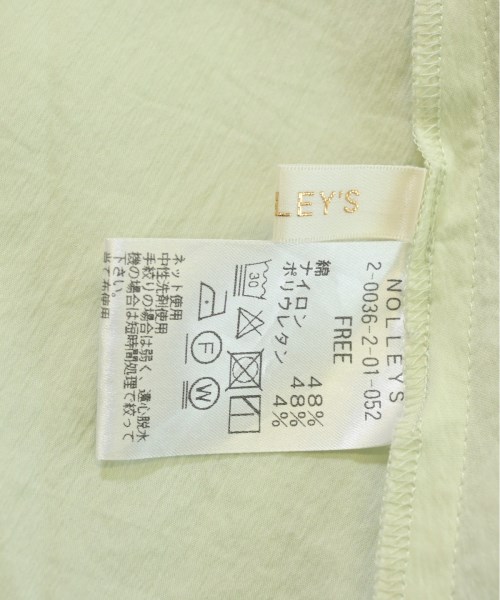 LEY'S
NOLLEYS
2-0036-2-01-052
FREE
綿 48%
ナイロン 48%
ポリウレタン 4%
30
F
W
ネット使用
中性洗剤使用
手絞りの場合は弱く、遠心脱水
機の場合は短時間処理で絞って
下さい。
当て布使用